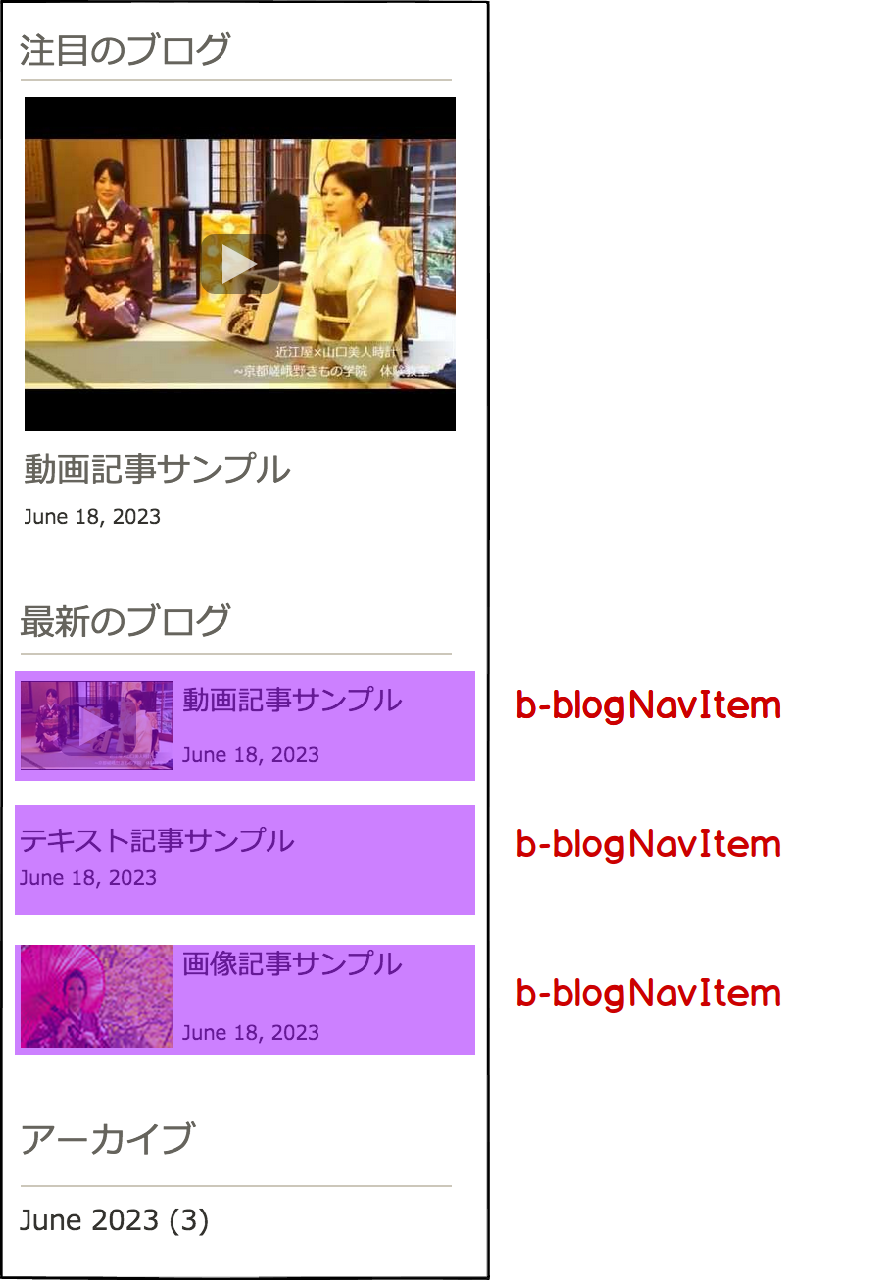 注目のブログ
近江屋×山口美人時計
~京都嵯峨野きもの学院 体験教室~
動画記事サンプル
June 18, 2023
最新のブログ
動画記事サンプル
June 18, 2023
b-blogNavItem
テキスト記事サンプル
June 18, 2023
b-blogNavItem
画像記事サンプル
June 18, 2023
b-blogNavItem
アーカイブ
June 2023 (3)